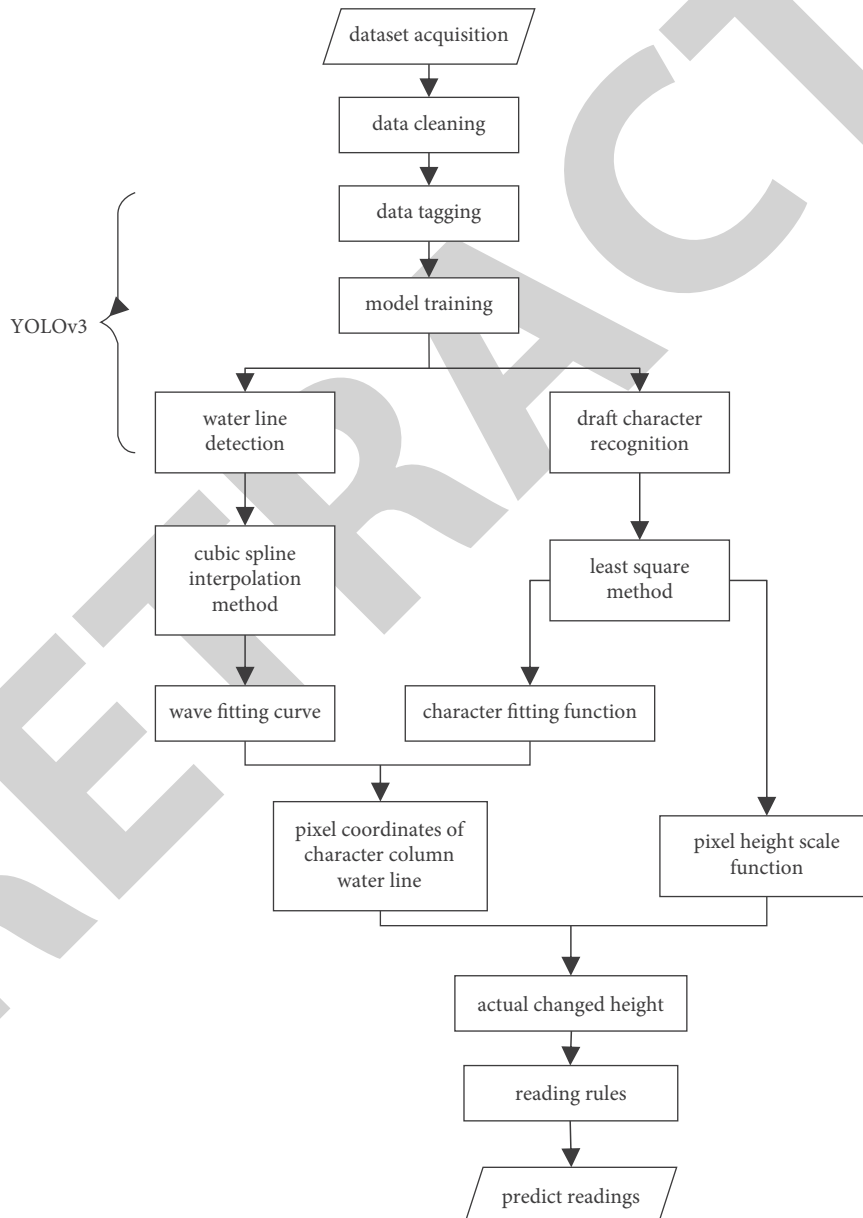 dataset acquisition
data cleaning
data tagging
model training
YOLOv3
water line
detection
draft character
recognition
cubic spline
interpolation
method
least square
method
wave fitting curve
character fitting function
pixel coordinates of
character column
water line
pixel height scale
function
actual changed height
reading rules
predict readings
RETRACT